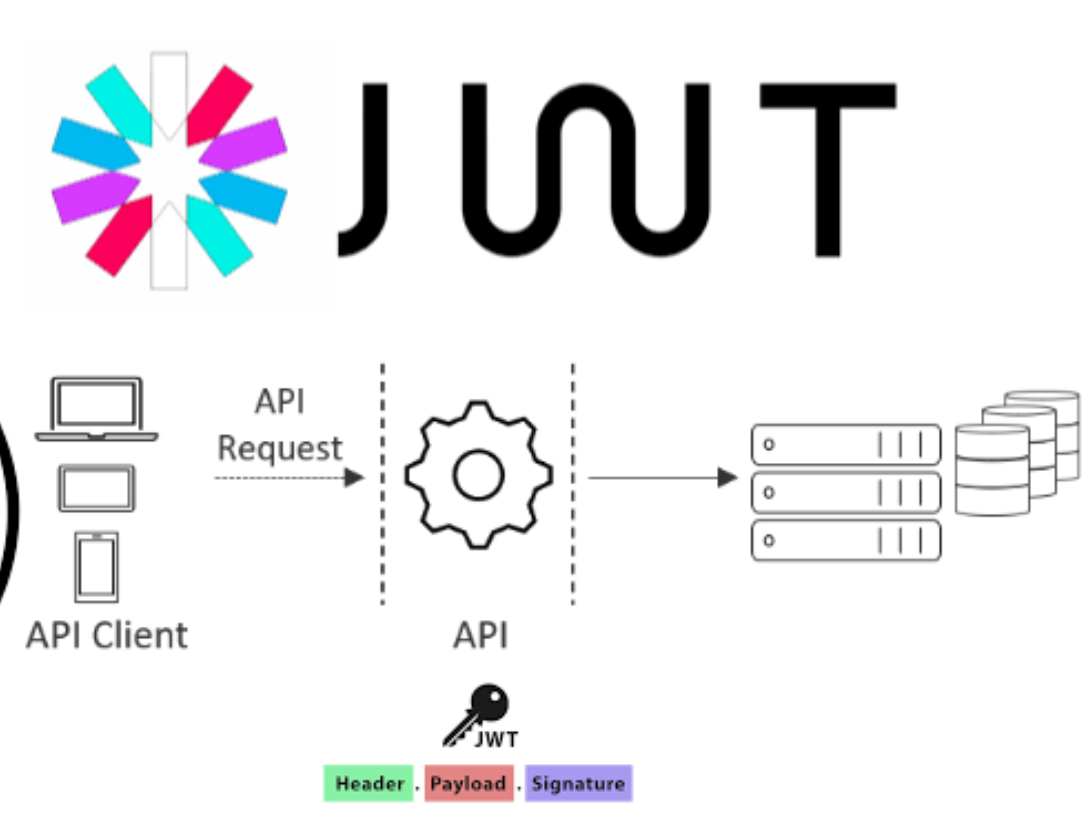 JWT
API
Request
API Client
API
JWT
Header . Payload . Signature